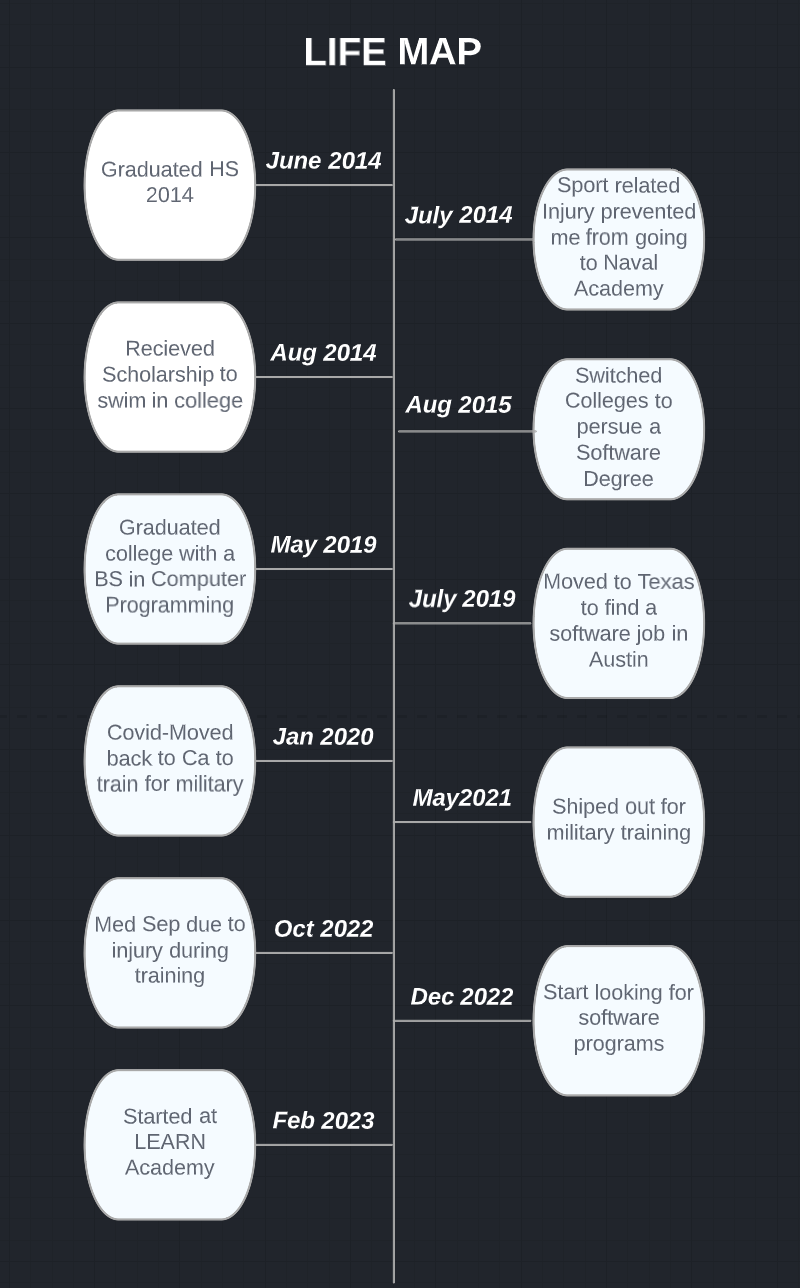 LIFE MAP
June 2014
Graduated HS
2014
July 2014
Sport related
Injury prevented
me from going
to Naval
Academy
Aug 2014
Recieved
Scholarship to
swim in college
Aug 2015
Switched
Colleges to
persue a
Software
Degree
May 2019
Graduated
college with a
BS in Computer
Programming
July 2019
Moved to Texas
to find a
software job in
Austin
Jan 2020
Covid-Moved
back to Ca to
train for military
May2021
Shiped out for
military training
Oct 2022
Med Sep due to
injury during
training
Dec 2022
Start looking for
software
programs
Feb 2023
Started at
LEARN
Academy